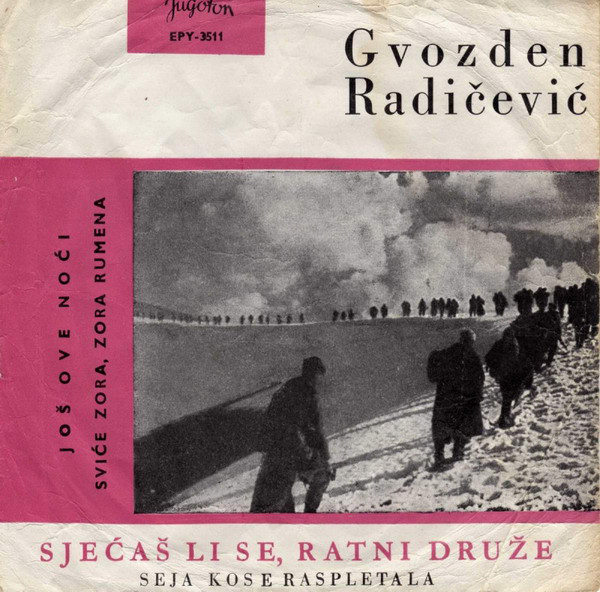 Jugoton
EPY-3511
Gvozden
Radičević
JOŠ OVE NOĆI
SVIĆE ZORA, ZORA RUMENA
SJEĆAŠ LI SE, RATNI DRUŽE
SEJA KOSE RASPLETALA